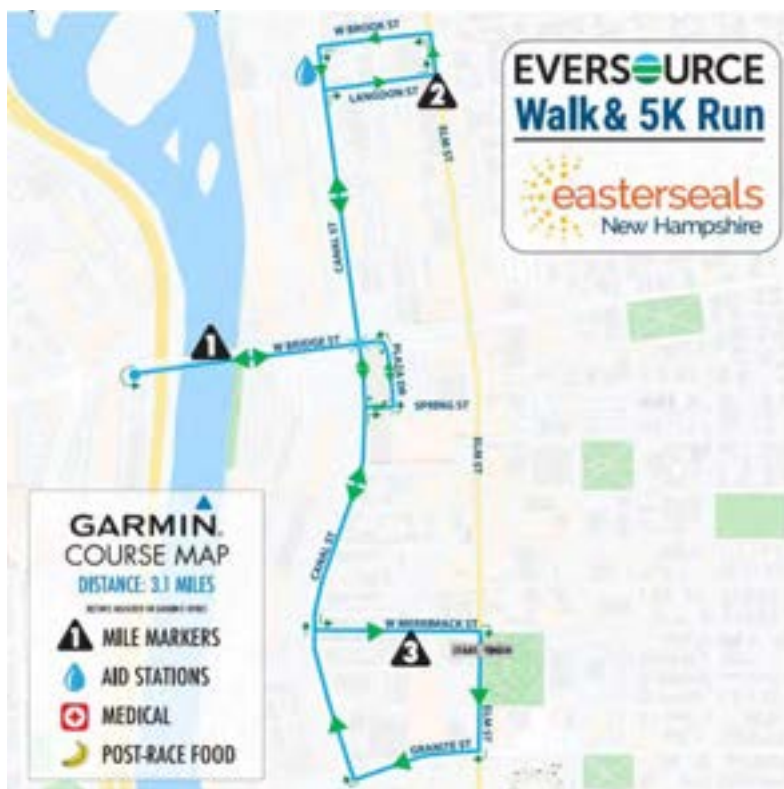 W BROOK ST
LANGDON ST
2
ELM ST
EVERSOURCE
Walk & 5K Run
easterseals
New Hampshire
CANAL ST
1
W BRIDGE ST
PLAZA DR
SPRING ST
ELM ST
CANAL ST
GARMIN.
COURSE MAP
DISTANCE: 3.1 MILES
1 MILE MARKERS
AID STATIONS
MEDICAL
POST-RACE FOOD
W MERRIMACK ST
3
ELM ST
GRANITE ST